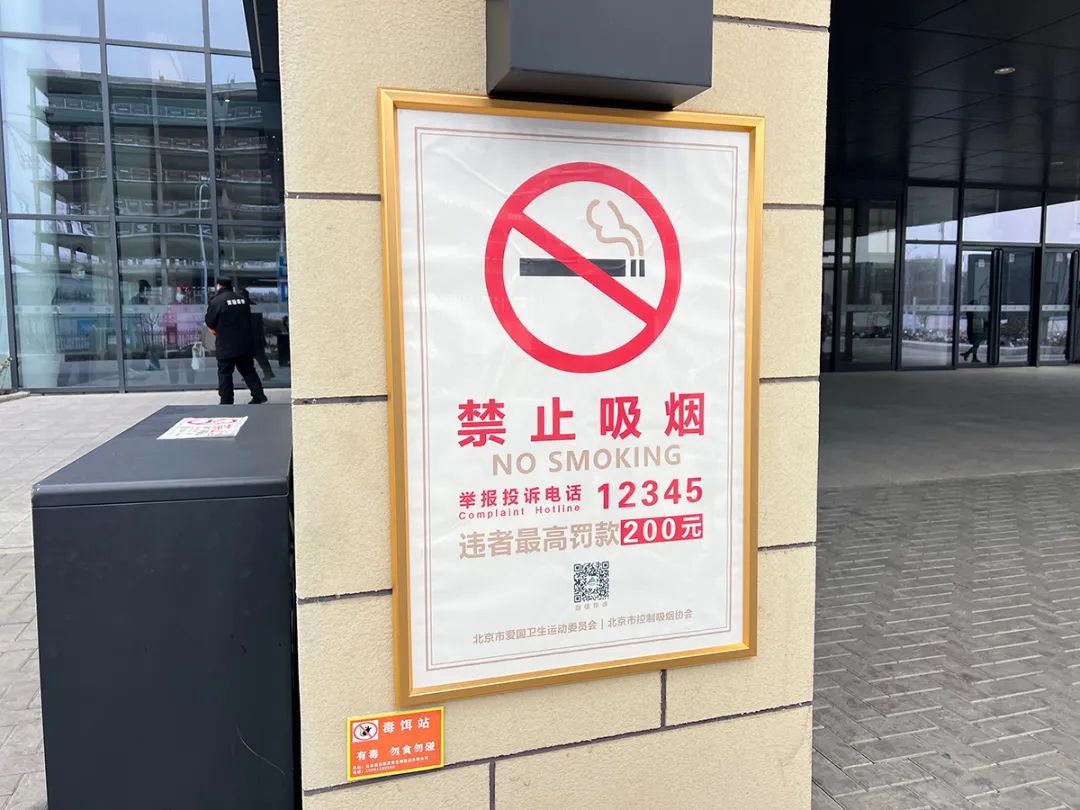 禁止吸烟
NO SMOKING
举报投诉电话 12345
Complaint Hotline
违者最高罚款200元
北京市爱国卫生运动委员会 | 北京市控制吸烟协会
毒饵站
有毒 勿食勿碰